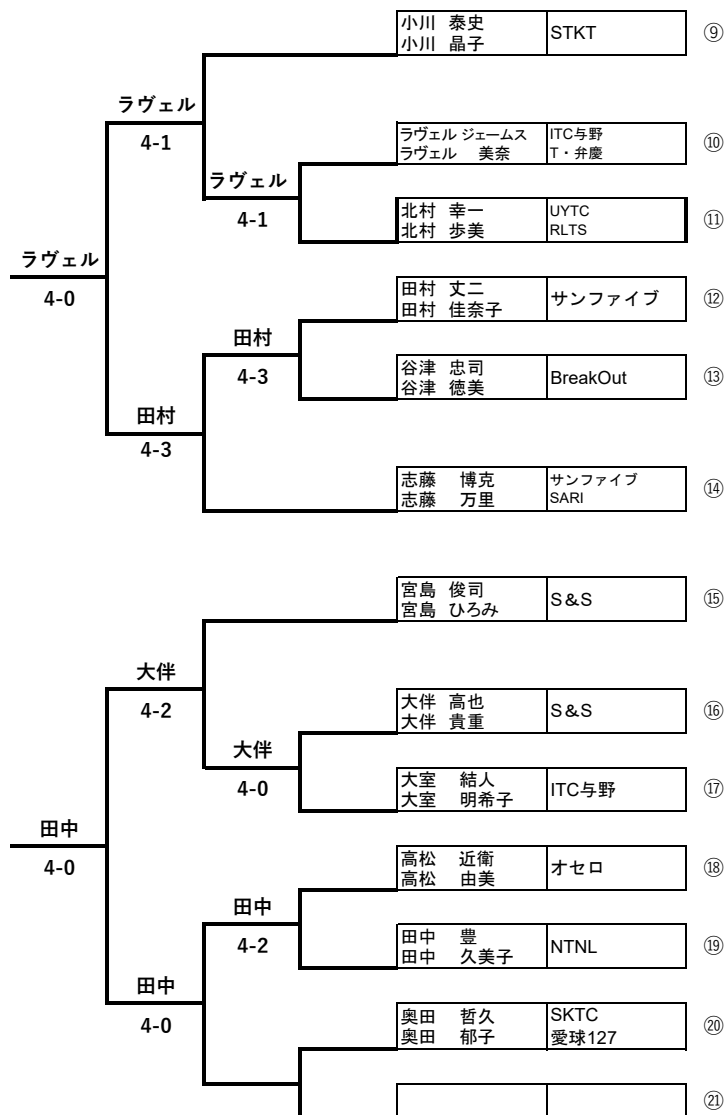 小川 泰史 STKT ⑨
小川 晶子
ラヴェル
4-1
ラヴェル ジェームス ITC与野 ⑩
ラヴェル 美奈 T・弁慶
ラヴェル
4-1
北村 幸一 UYTC ⑪
北村 歩美 RLTS
ラヴェル
4-0
田村 丈二 サンファイブ ⑫
田村 佳奈子
田村
4-3
谷津 忠司 BreakOut ⑬
谷津 徳美
田村
4-3
志藤 博克 サンファイブ ⑭
志藤 万里 SARI
宮島 俊司 S&S ⑮
宮島 ひろみ
大伴
4-2
大伴 高也 S&S ⑯
大伴 貴重
大伴
4-0
大室 結人 ITC与野 ⑰
大室 明希子
田中
4-0
高松 近衛 オセロ ⑱
高松 由美
田中
4-2
田中 豊 NTNL ⑲
田中 久美子
田中
4-0
奥田 哲久 SKTC ⑳
奥田 郁子 愛球127
㉑